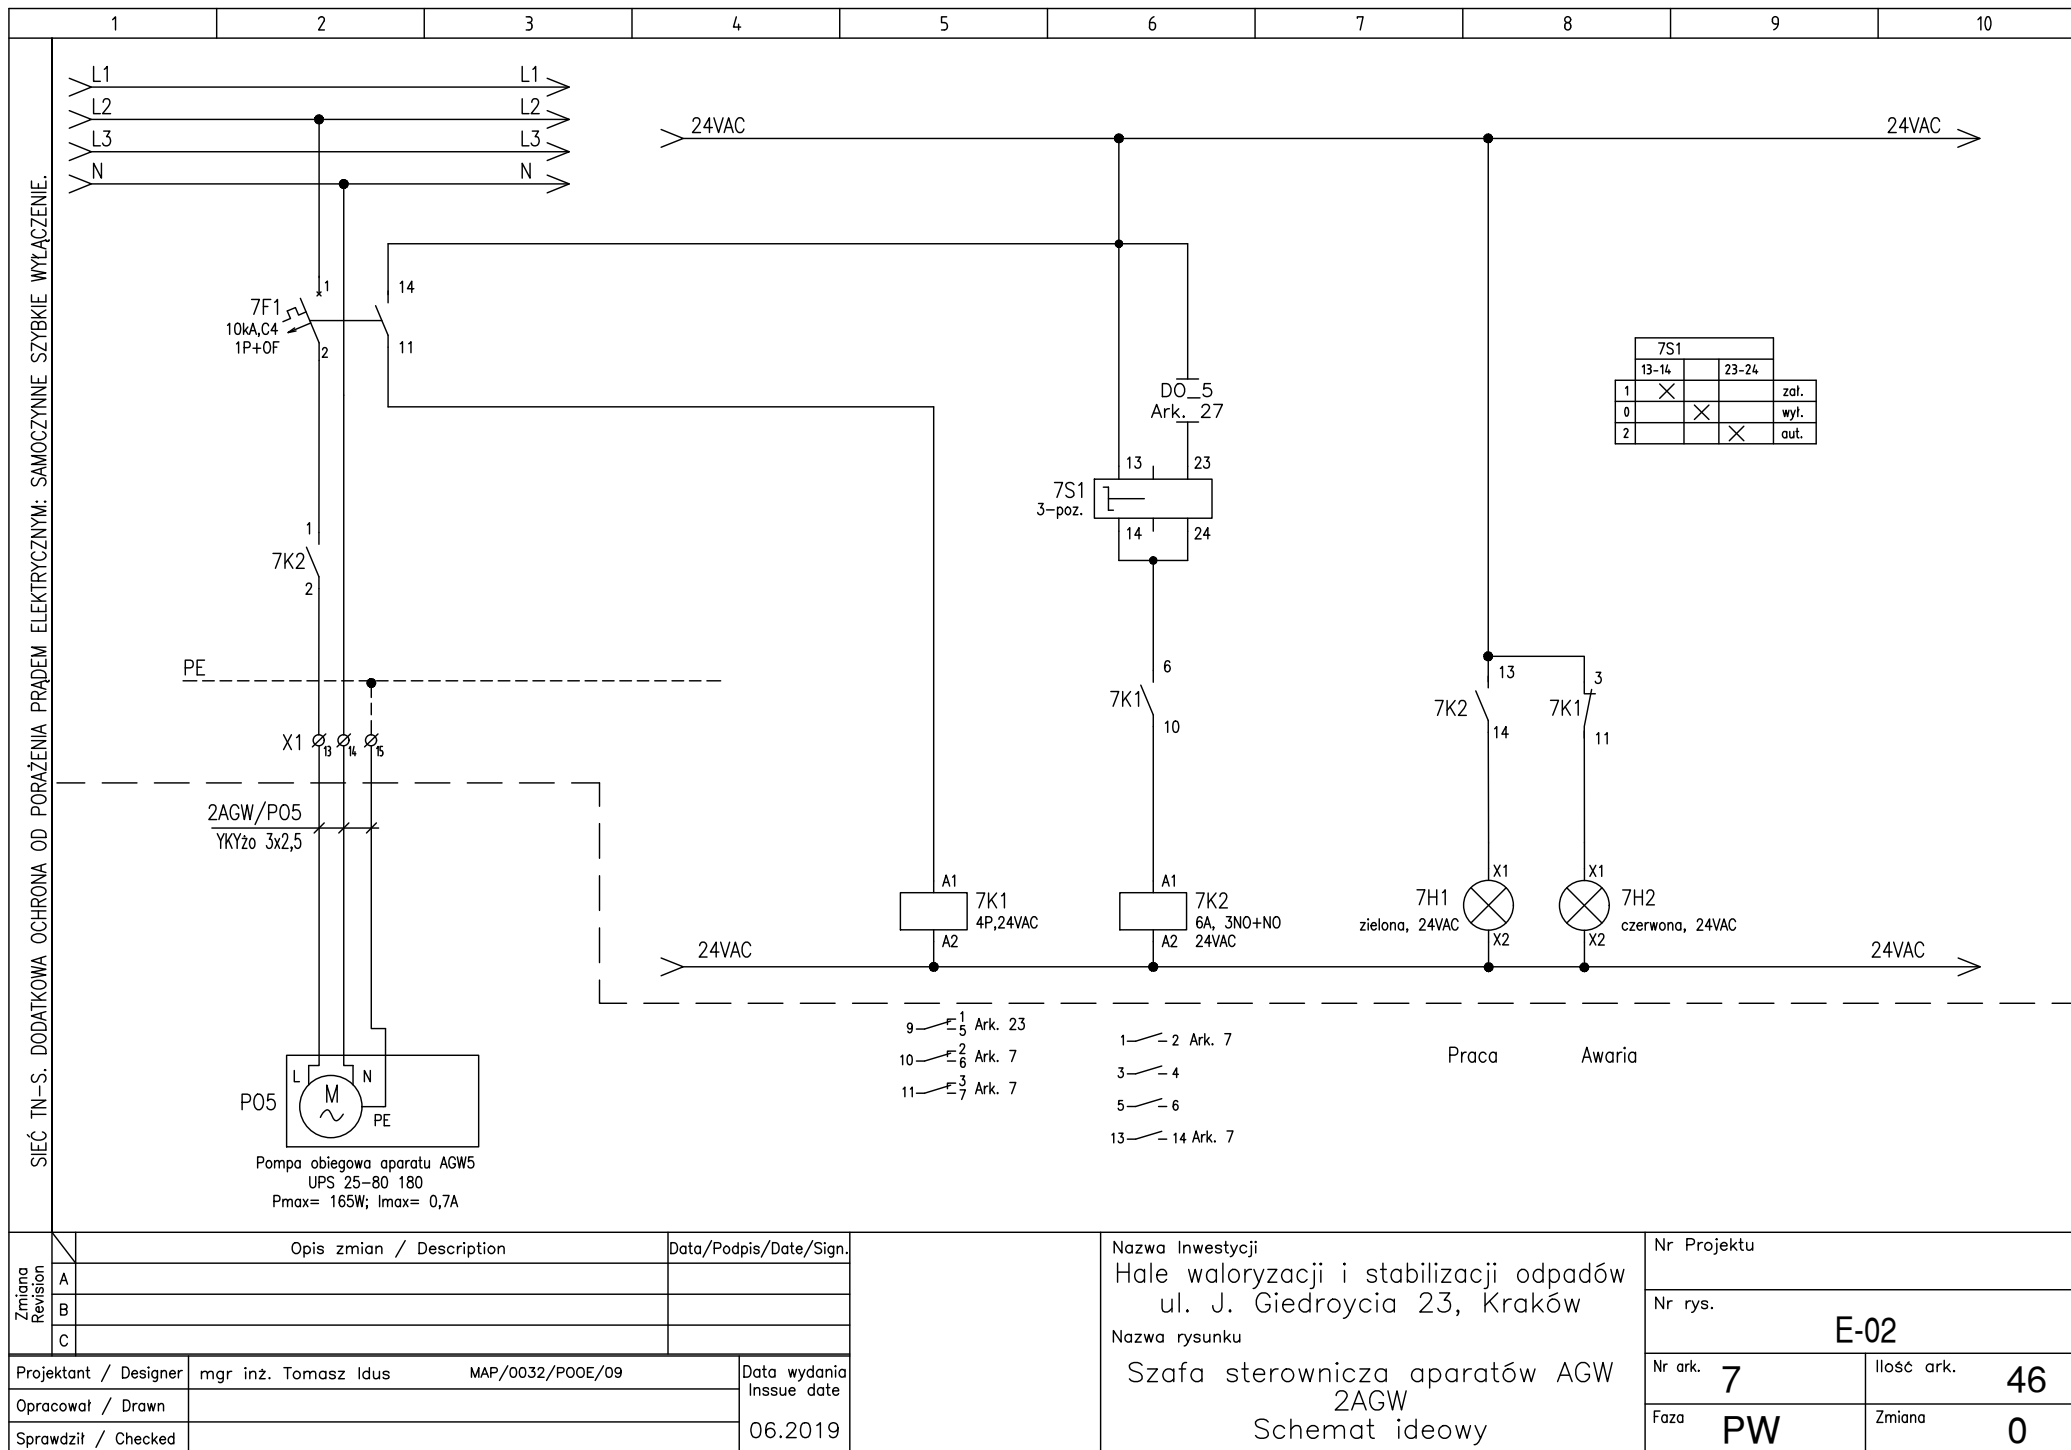 1 2 3 4 5 6 7 8 9 10
SIEĆ TN-S. DODATKOWA OCHRONA OD PORAŻENIA PRĄDEM ELEKTRYCZNYM: SAMOCZYNNE SZYBKIE WYŁĄCZENIE.
L1 L1
L2 L2
L3 L3
N N
24VAC 24VAC
1 14
7F1
10kA,C4
1P+OF
2 11
7S1
13-14 23-24
1 zał.
0 wył.
2 aut.
DO_5
Ark._27
13 23
7S1
3-poz.
14 24
1
7K2
2
PE
6
7K1
10
13
7K2
14
3
7K1
11
X1 13 14 15
2AGW/PO5
YKYżo 3x2,5
A1
7K1
4P,24VAC
A2
A1
7K2
6A, 3NO+NO
24VAC
A2
X1
7H1
zielona, 24VAC
X2
X1
7H2
czerwona, 24VAC
X2
24VAC 24VAC
9 1 5 Ark. 23
10 2 6 Ark. 7
11 3 7 Ark. 7
1 2 Ark. 7
3 4
5 6
13 14 Ark. 7
Praca Awaria
L N
M
PO5
PE
Pompa obiegowa aparatu AGW5
UPS 25-80 180
Pmax= 165W; Imax= 0,7A
Zmiana
Revision
Opis zmian / Description Data/Podpis/Date/Sign.
A
B
C
Projektant / Designer mgr inż. Tomasz Idus MAP/0032/POOE/09
Opracował / Drawn
Sprawdził / Checked
Data wydania
Inssue date
06.2019
Nazwa Inwestycji
Hale waloryzacji i stabilizacji odpadów
ul. J. Giedroycia 23, Kraków
Nazwa rysunku
Szafa sterownicza aparatów AGW
2AGW
Schemat ideowy
Nr Projektu
Nr rys.
E-02
Nr ark. 7 Ilość ark. 46
Faza PW Zmiana 0